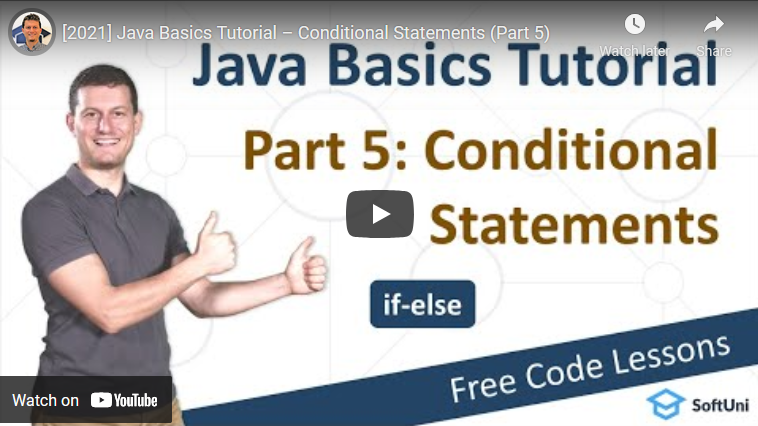 [2021] Java Basics Tutorial – Conditional Statements (Part 5)
Watch later
Share
Java Basics Tutorial
Part 5: Conditional
Statements
if-else
Free Code Lessons
Watch on YouTube
SoftUni